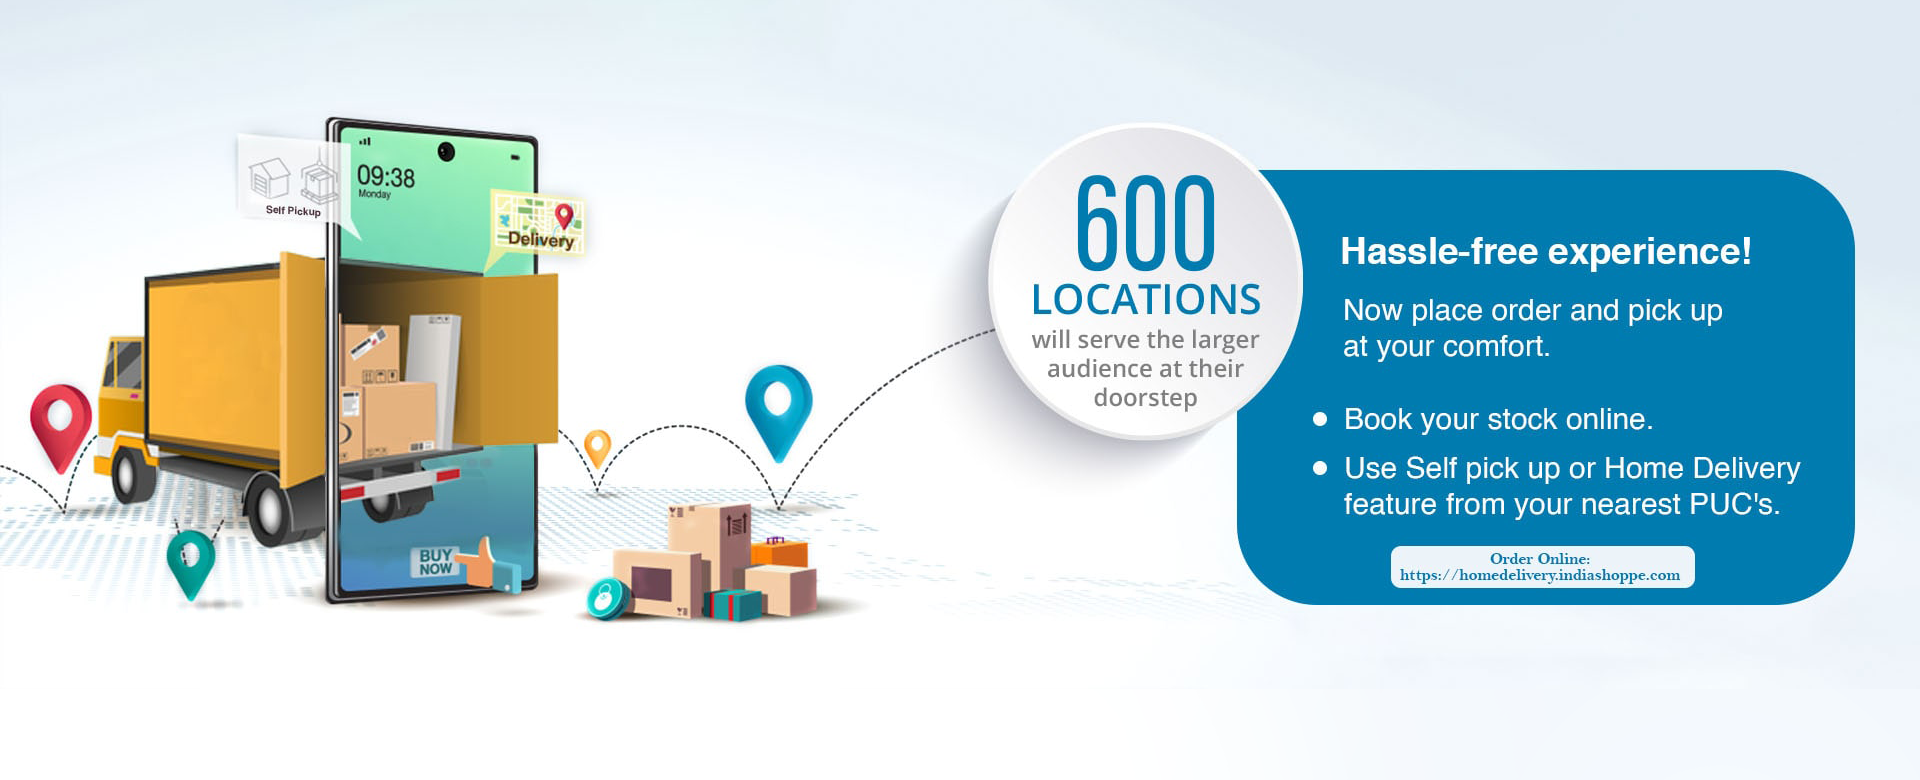 09:38
Monday
Self Pickup
Delivery
BUY
NOW
600
LOCATIONS
will serve the larger
audience at their
doorstep
Hassle-free experience!
Now place order and pick up
at your comfort.
Book your stock online.
Use Self pick up or Home Delivery
feature from your nearest PUC's.
Order Online:
https://homedelivery.indiashoppe.com